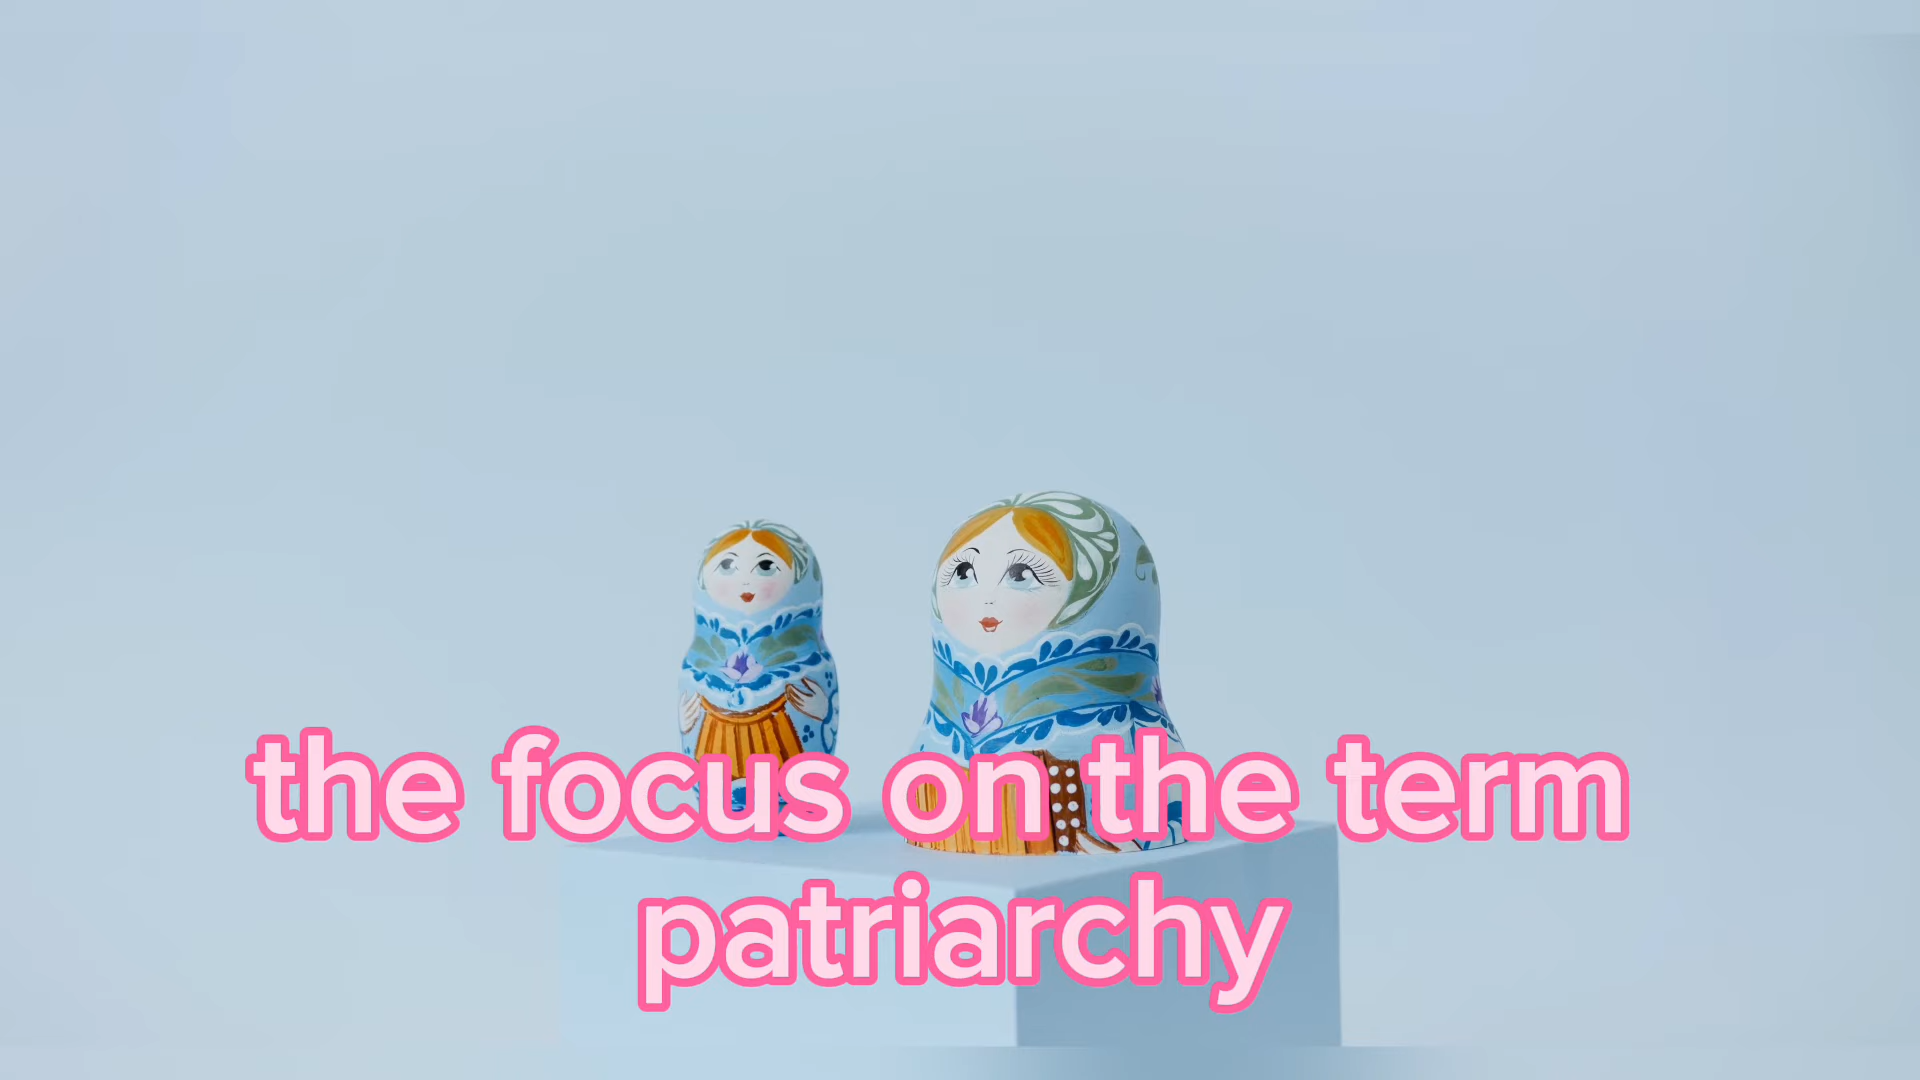 the focus on the term
patriarchy